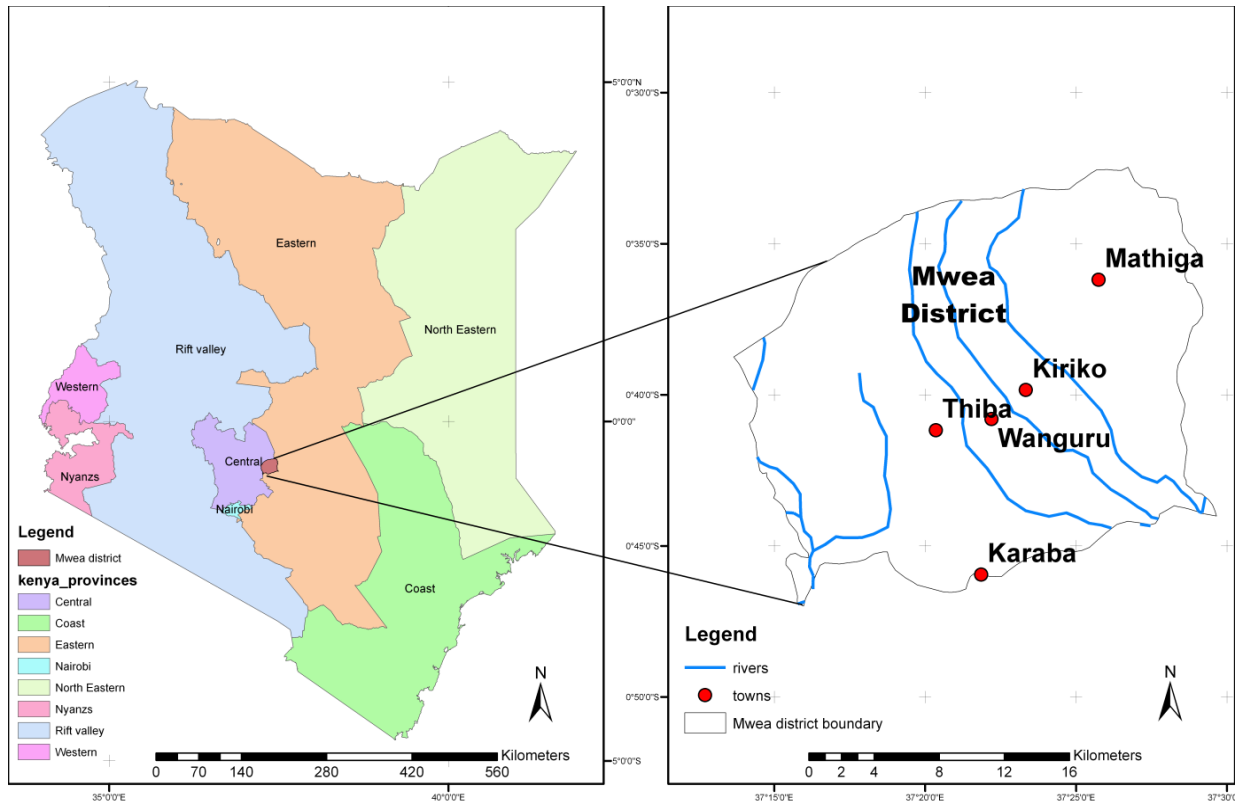 5°0'0"N
0°0'0"
5°0'0"S
35°0'0"E
40°0'0"E
Eastern
North Eastern
Rift valley
Western
Nyanzs
Central
Nairobi
Coast
Legend
Mwea district
kenya_provinces
Central
Coast
Eastern
Nairobi
North Eastern
Nyanzs
Rift valley
Western
N
Kilometers
0 70 140 280 420 560
0°30'0"S
0°35'0"S
0°40'0"S
0°45'0"S
0°50'0"S
37°15'0"E
37°20'0"E
37°25'0"E
37°30'0"E
Mwea
District
Mathiga
Kiriko
Thiba
Wanguru
Karaba
Legend
rivers
towns
Mwea district boundary
N
Kilometers
0 2 4 8 12 16